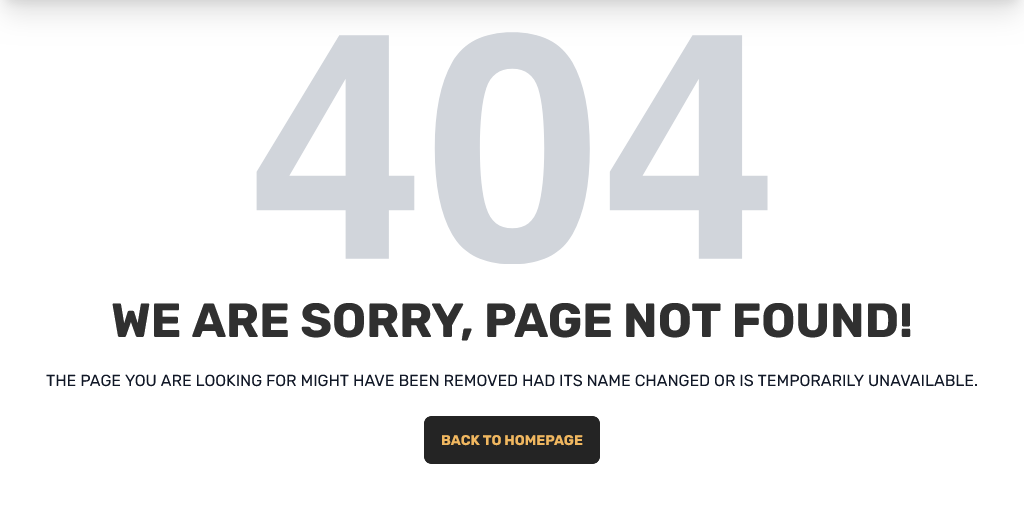 404
WE ARE SORRY, PAGE NOT FOUND!
THE PAGE YOU ARE LOOKING FOR MIGHT HAVE BEEN REMOVED HAD ITS NAME CHANGED OR IS TEMPORARILY UNAVAILABLE.
BACK TO HOMEPAGE